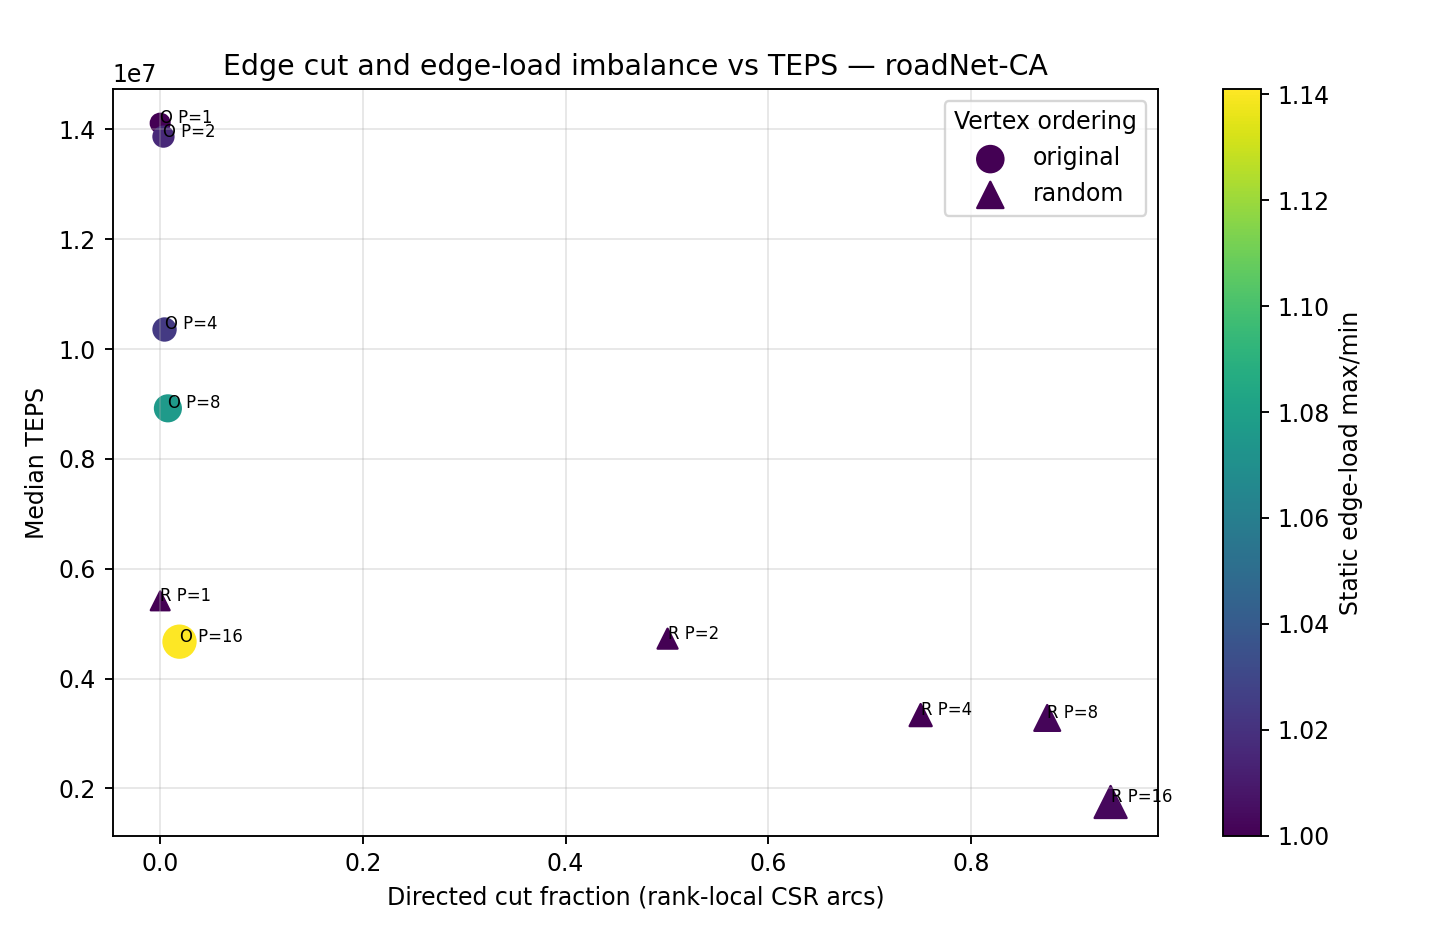 Edge cut and edge-load imbalance vs TEPS — roadNet-CA
1e7
1.4
1.2
1.0
0.8
0.6
0.4
0.2
Median TEPS
O P=1
O P=2
O P=4
O P=8
R P=1
O P=16
R P=2
R P=4
R P=8
R P=16
Vertex ordering
original
random
0.0
0.2
0.4
0.6
0.8
Directed cut fraction (rank-local CSR arcs)
1.14
1.12
1.10
1.08
1.06
1.04
1.02
1.00
Static edge-load max/min